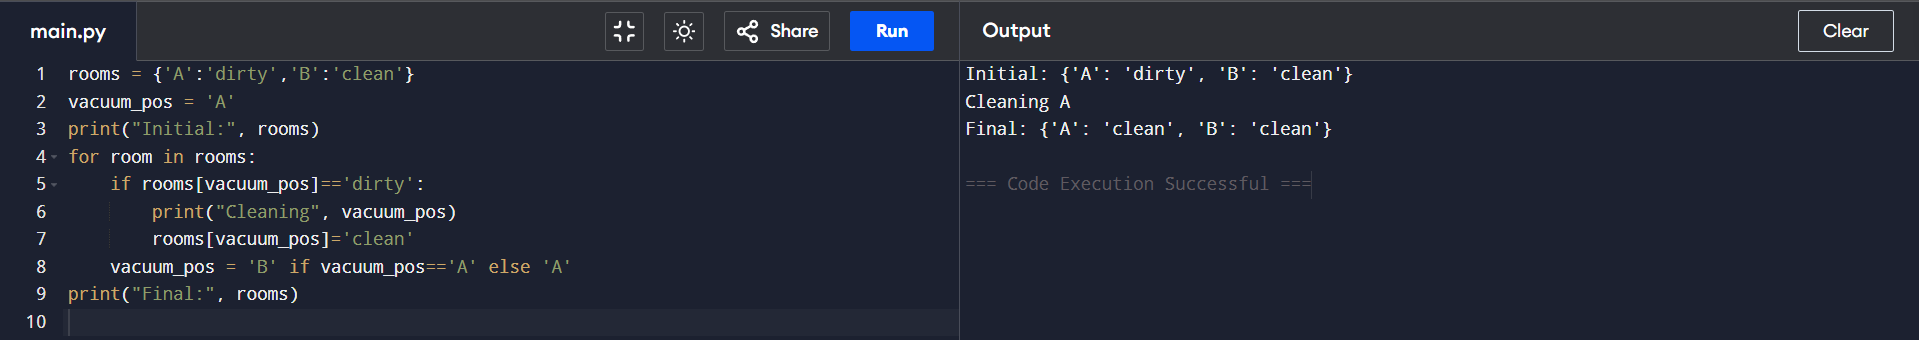 main.py
Share
Run
Output
Clear
1 rooms = {'A':'dirty','B':'clean'}
2 vacuum_pos = 'A'
3 print("Initial:", rooms)
4 for room in rooms:
5     if rooms[vacuum_pos]=='dirty':
6         print("Cleaning", vacuum_pos)
7         rooms[vacuum_pos]='clean'
8     vacuum_pos = 'B' if vacuum_pos=='A' else 'A'
9 print("Final:", rooms)
10
Initial: {'A': 'dirty', 'B': 'clean'}
Cleaning A
Final: {'A': 'clean', 'B': 'clean'}
=== Code Execution Successful ===